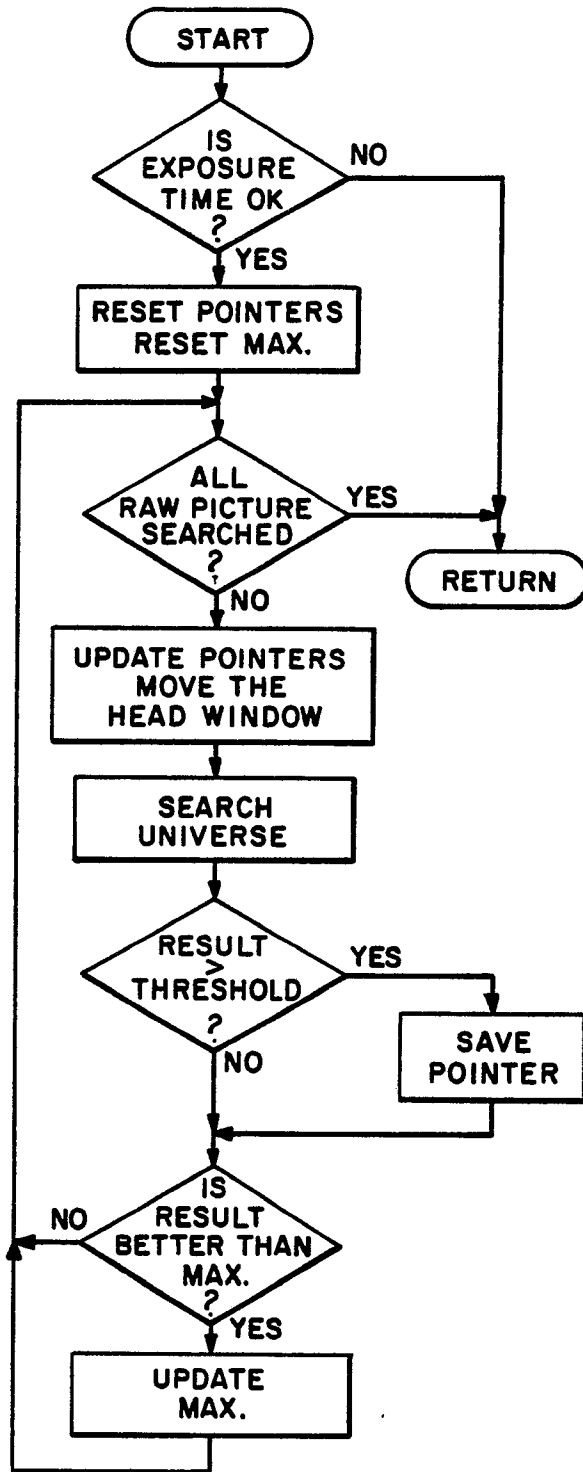 START
IS
EXPOSURE
TIME OK
?
NO
YES
RESET POINTERS
RESET MAX.
ALL
RAW PICTURE
SEARCHED
?
YES
RETURN
NO
UPDATE POINTERS
MOVE THE
HEAD WINDOW
SEARCH
UNIVERSE
RESULT
>
THRESHOLD
?
YES
SAVE
POINTER
NO
IS
RESULT
BETTER THAN
MAX.
?
NO
YES
UPDATE
MAX.